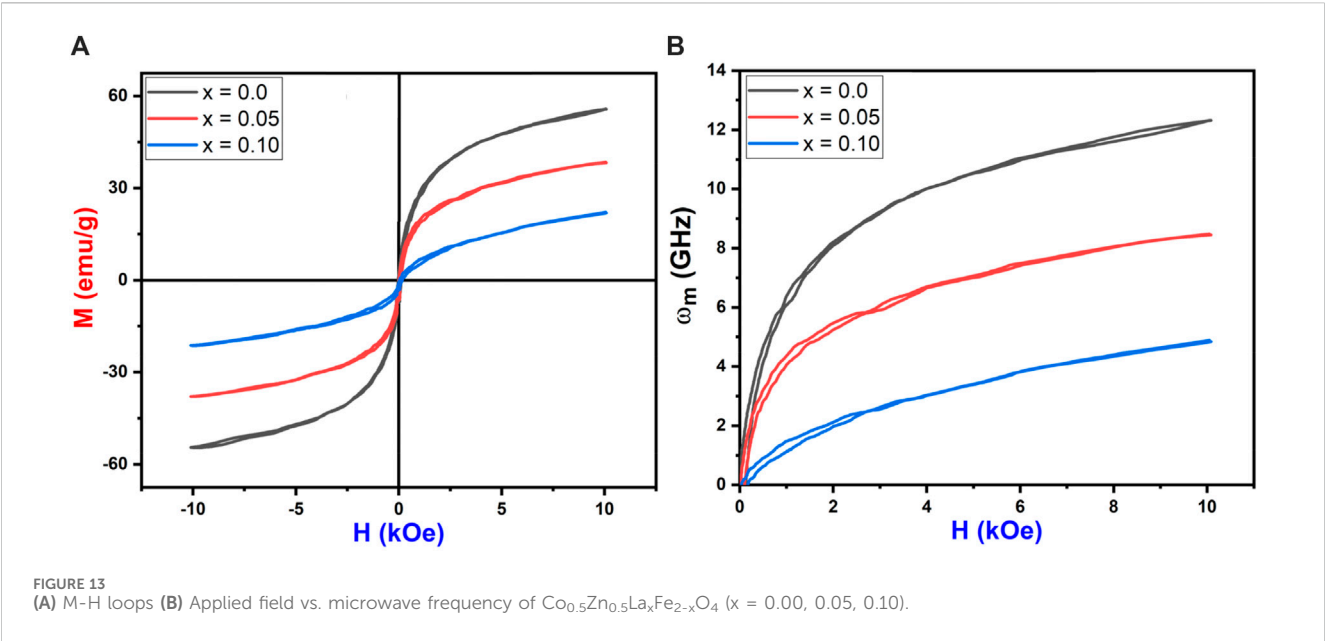 A
x = 0.0
x = 0.05
x = 0.10
60
30
0
-30
-60
M (emu/g)
-10
-5
0
5
10
H (kOe)
B
x = 0.0
x = 0.05
x = 0.10
14
12
10
8
6
4
2
0
ωm (GHz)
0
2
4
6
8
10
H (kOe)
FIGURE 13
(A) M-H loops (B) Applied field vs. microwave frequency of Co0.5Zn0.5LaxFe2-xO4 (x = 0.00, 0.05, 0.10).